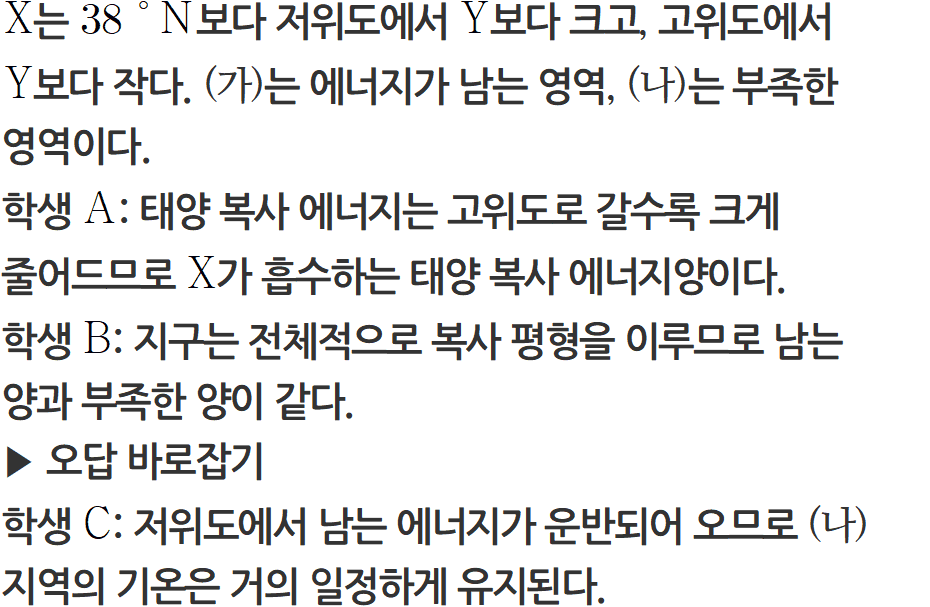 X는 38 °N보다 저위도에서 Y보다 크고, 고위도에서
Y보다 작다. (가)는 에너지가 남는 영역, (나)는 부족한
영역이다.
학생 A: 태양 복사 에너지는 고위도로 갈수록 크게
줄어드므로 X가 흡수하는 태양 복사 에너지양이다.
학생 B: 지구는 전체적으로 복사 평형을 이루므로 남는
양과 부족한 양이 같다.
▶ 오답 바로잡기
학생 C: 저위도에서 남는 에너지가 운반되어 오므로 (나)
지역의 기온은 거의 일정하게 유지된다.